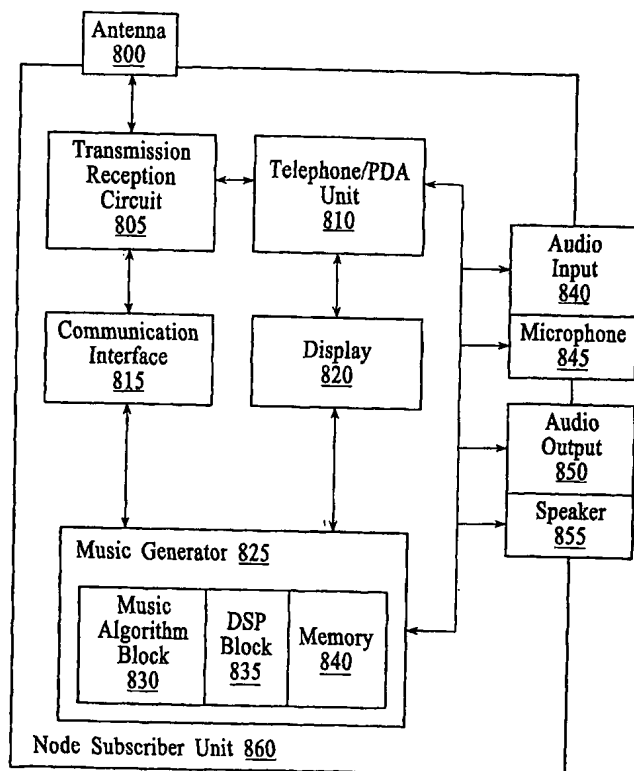 Antenna
800
Transmission
Reception
Circuit
805
Telephone/PDA
Unit
810
Audio
Input
840
Microphone
845
Communication
Interface
815
Display
820
Audio
Output
850
Speaker
855
Music Generator 825
Music
Algorithm
Block
830
DSP
Block
835
Memory
840
Node Subscriber Unit 860